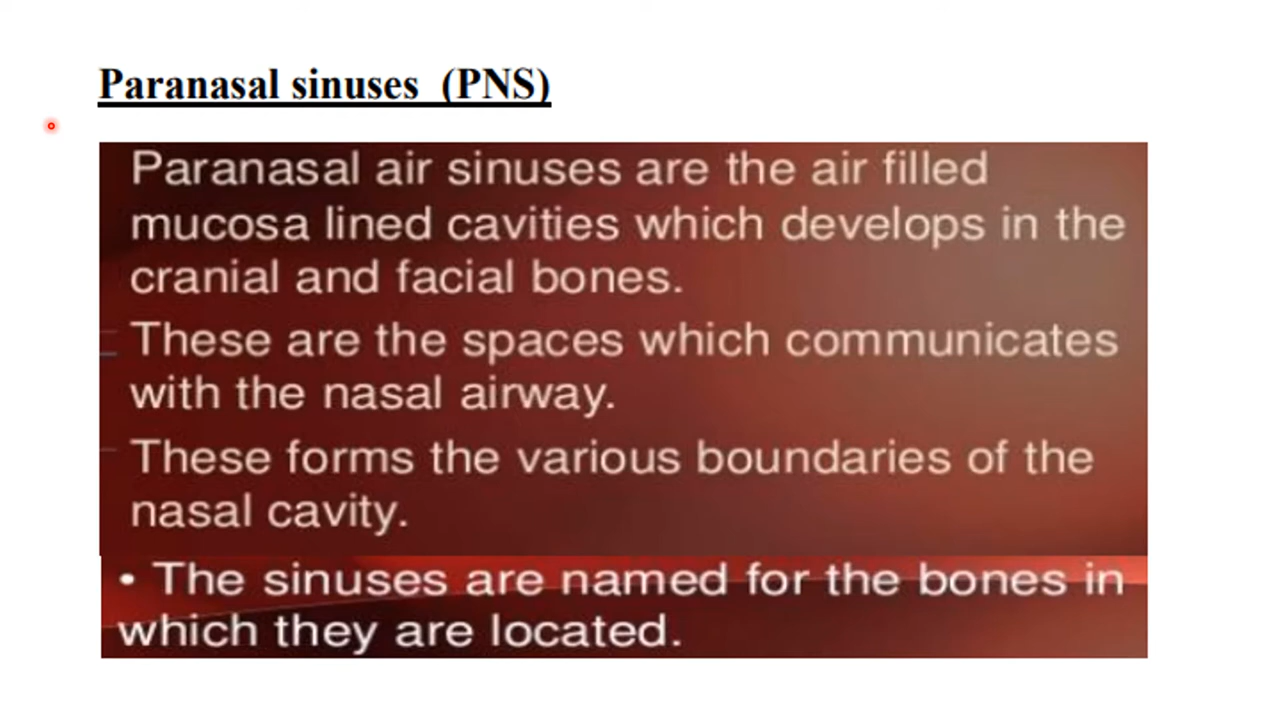 Paranasal sinuses (PNS)
Paranasal air sinuses are the air filled
mucosa lined cavities which develops in the
cranial and facial bones.
These are the spaces which communicates
with the nasal airway.
These forms the various boundaries of the
nasal cavity.
• The sinuses are named for the bones in
which they are located.